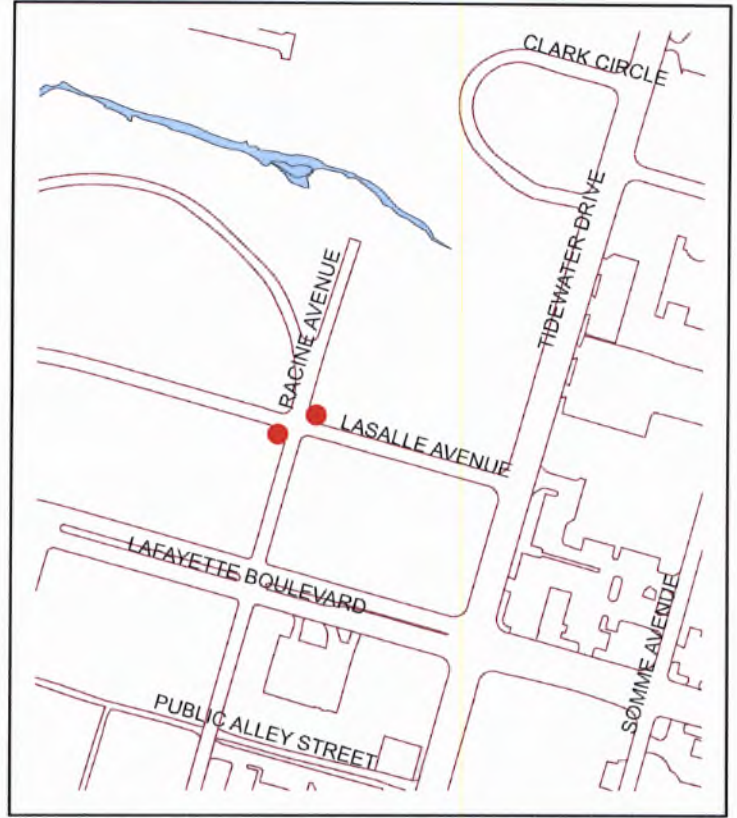 CLARK CIRCLE
TIDEWATER DRIVE
RACINE AVENUE
LASALLE AVENUE
LAFAYETTE BOULEVARD
SOMME AVENUE
PUBLIC ALLEY STREET